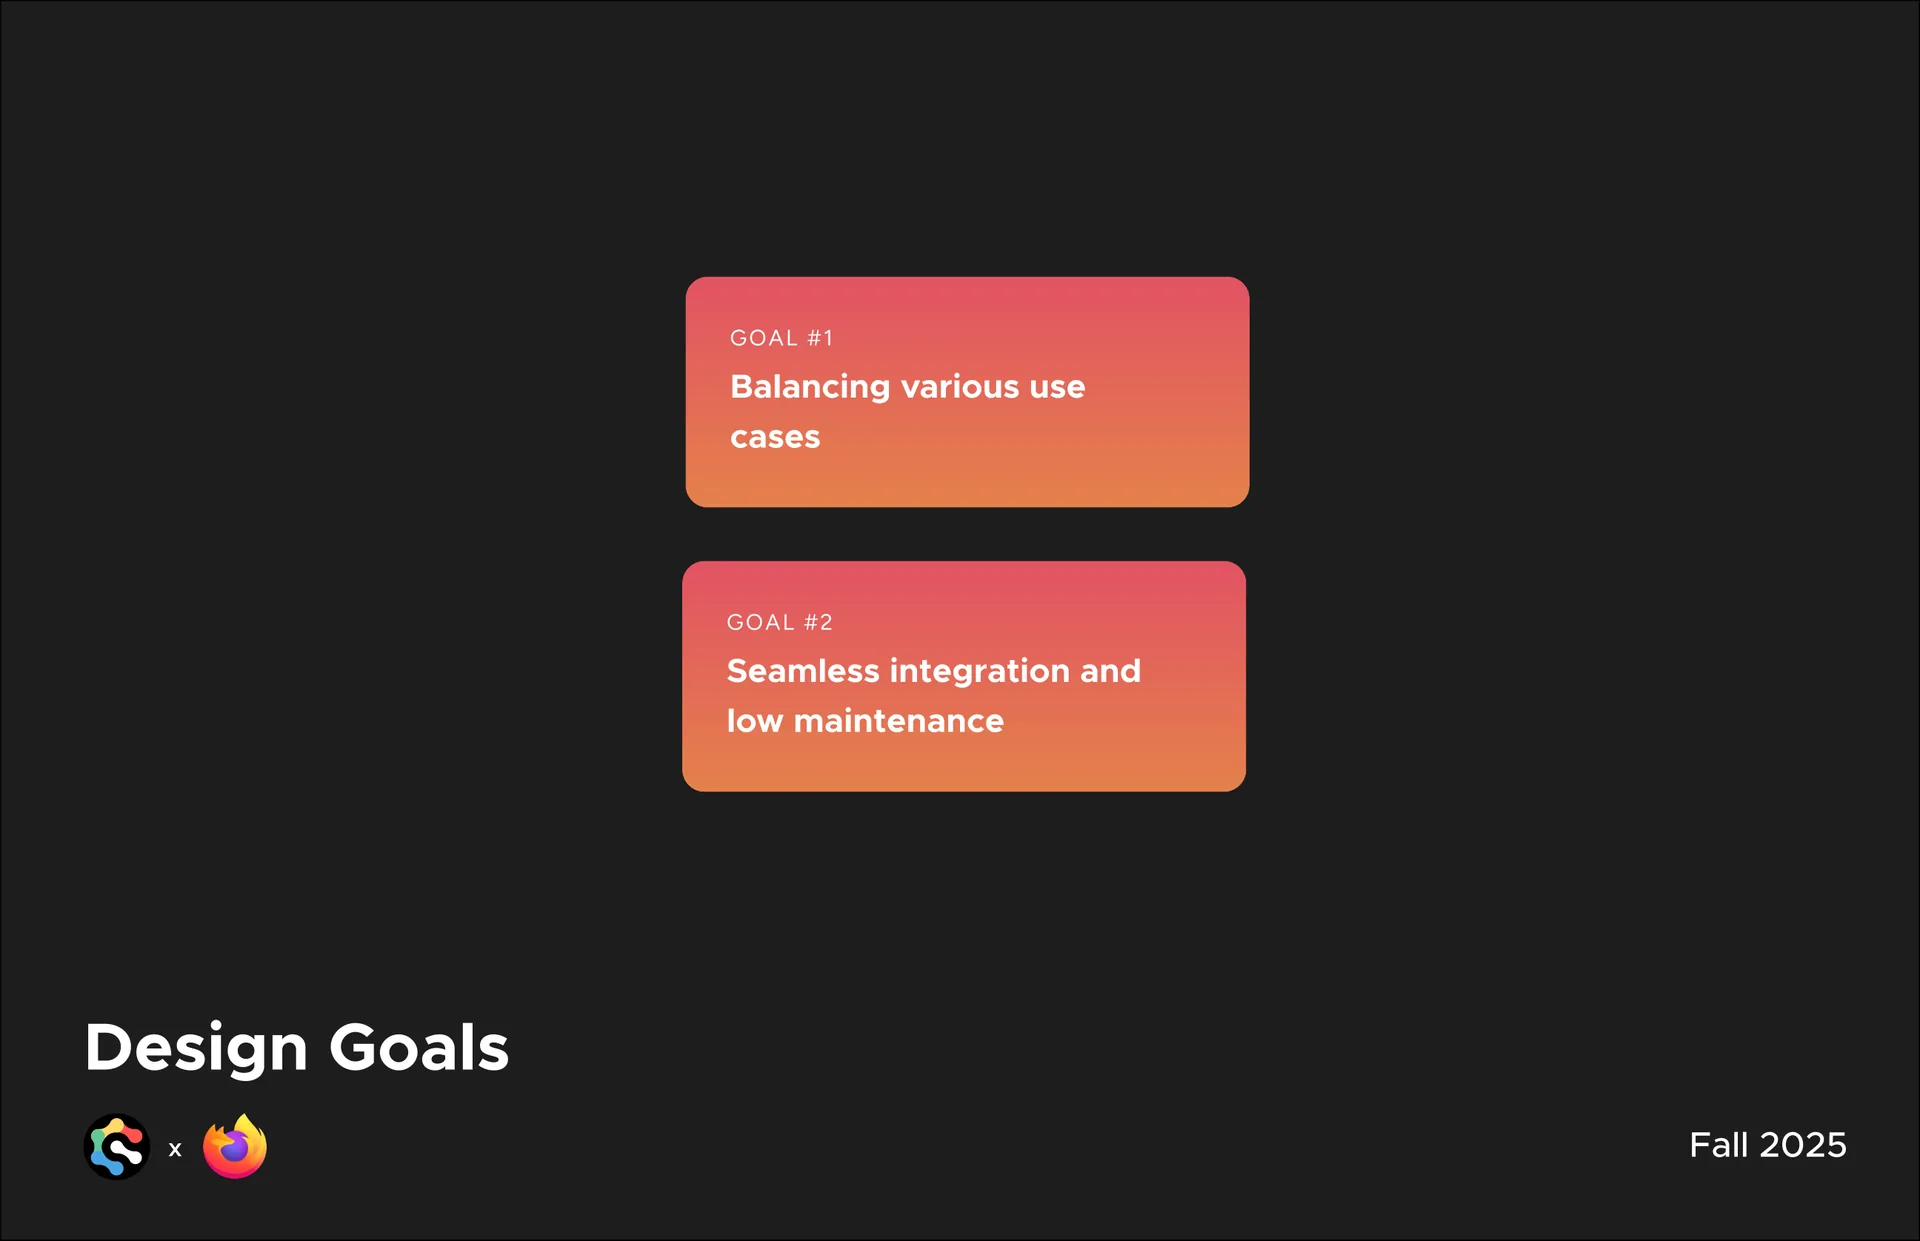 GOAL #1
Balancing various use
cases
GOAL #2
Seamless integration and
low maintenance
Design Goals
x
Fall 2025